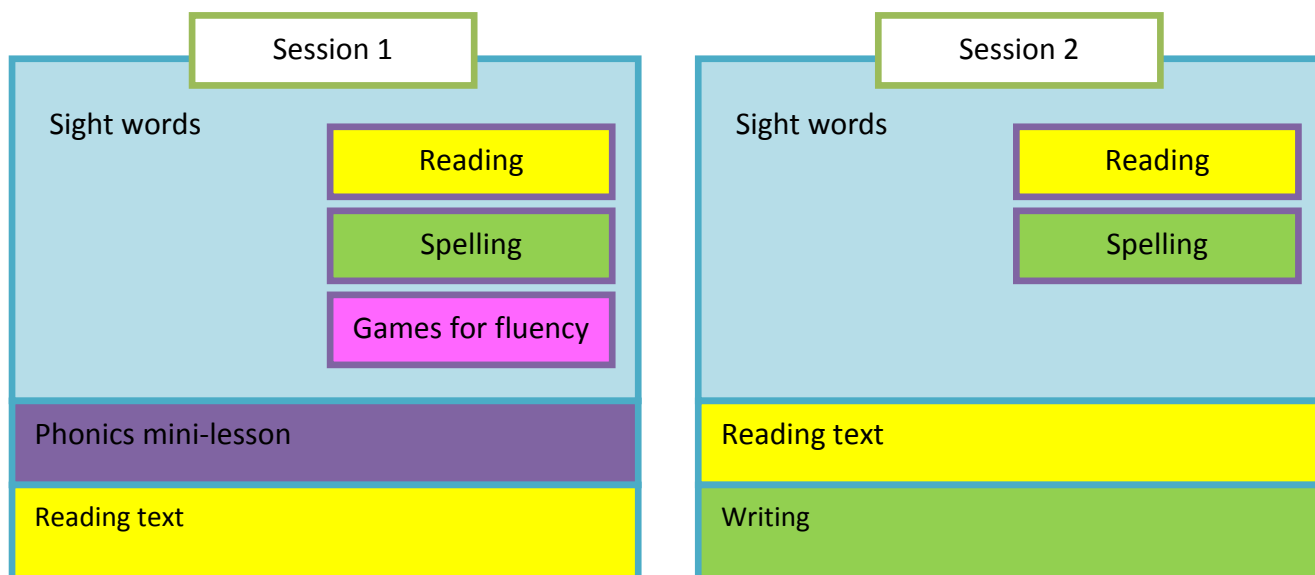 Session 1
Sight words
Reading
Spelling
Games for fluency
Phonics mini-lesson
Reading text
Session 2
Sight words
Reading
Spelling
Reading text
Writing